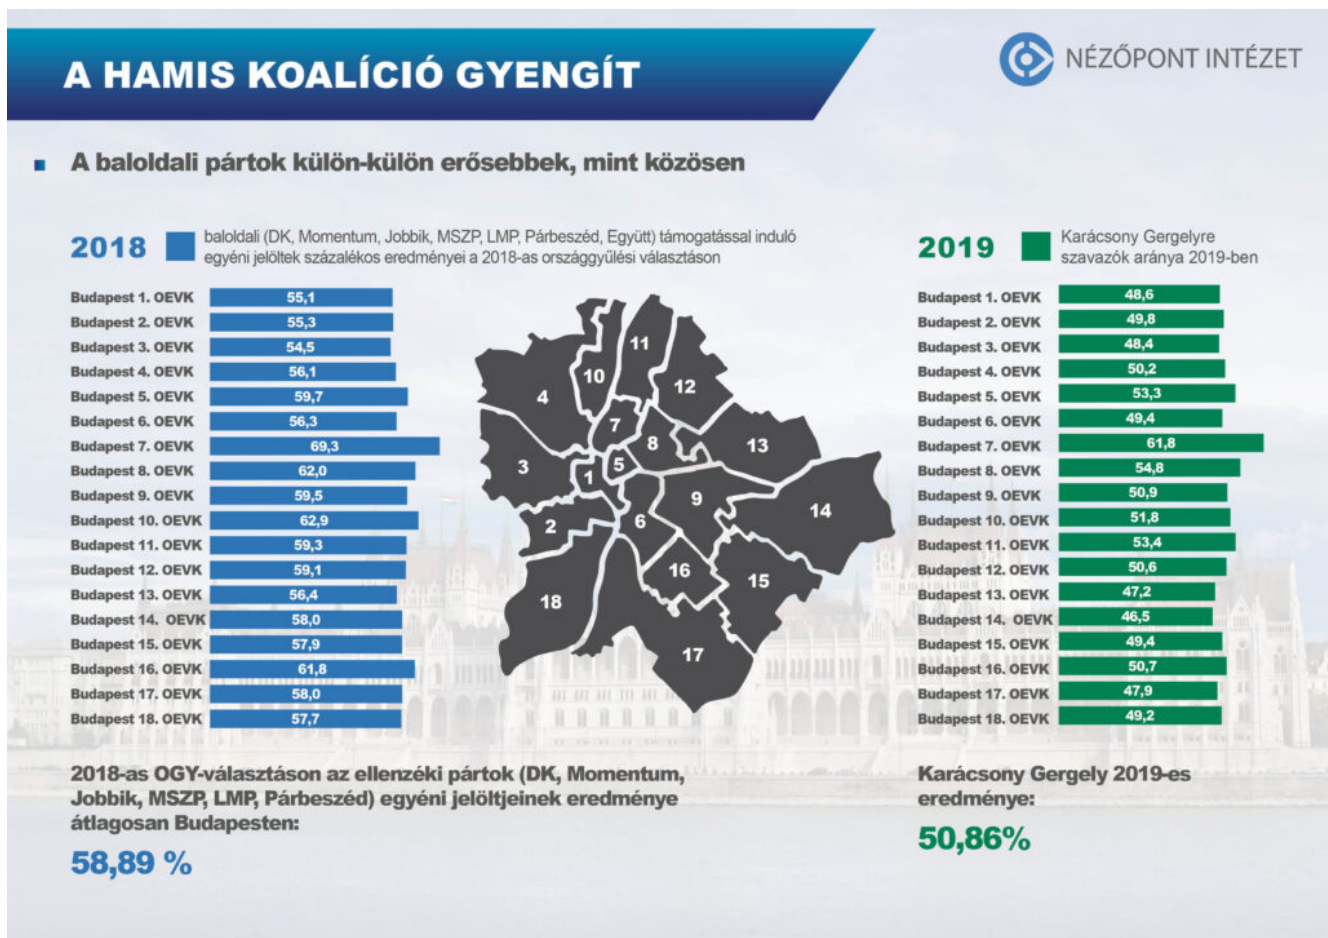 A HAMIS KOALÍCIÓ GYENGÍT
NÉZŐPONT INTÉZET
A baloldali pártok külön-külön erősebbek, mint közösen
2018
baloldali (DK, Momentum, Jobbik, MSZP, LMP, Párbeszéd, Együtt) támogatással induló
egyéni jelöltek százalékos eredményei a 2018-as országgyűlési választáson
Budapest 1. OEVK 55,1
Budapest 2. OEVK 55,3
Budapest 3. OEVK 54,5
Budapest 4. OEVK 56,1
Budapest 5. OEVK 59,7
Budapest 6. OEVK 56,3
Budapest 7. OEVK 69,3
Budapest 8. OEVK 62,0
Budapest 9. OEVK 59,5
Budapest 10. OEVK 62,9
Budapest 11. OEVK 59,3
Budapest 12. OEVK 59,1
Budapest 13. OEVK 56,4
Budapest 14. OEVK 58,0
Budapest 15. OEVK 57,9
Budapest 16. OEVK 61,8
Budapest 17. OEVK 58,0
Budapest 18. OEVK 57,7
11
10
12
4
7
8
13
3
5
1
9
14
2
6
16
15
18
17
2019
Karácsony Gergelyre
szavazók aránya 2019-ben
Budapest 1. OEVK 48,6
Budapest 2. OEVK 49,8
Budapest 3. OEVK 48,4
Budapest 4. OEVK 50,2
Budapest 5. OEVK 53,3
Budapest 6. OEVK 49,4
Budapest 7. OEVK 61,8
Budapest 8. OEVK 54,8
Budapest 9. OEVK 50,9
Budapest 10. OEVK 51,8
Budapest 11. OEVK 53,4
Budapest 12. OEVK 50,6
Budapest 13. OEVK 47,2
Budapest 14. OEVK 46,5
Budapest 15. OEVK 49,4
Budapest 16. OEVK 50,7
Budapest 17. OEVK 47,9
Budapest 18. OEVK 49,2
2018-as OGY-választáson az ellenzéki pártok (DK, Momentum,
Jobbik, MSZP, LMP, Párbeszéd) egyéni jelöltjeinek eredménye
átlagosan Budapesten:
58,89 %
Karácsony Gergely 2019-es
eredménye:
50,86%